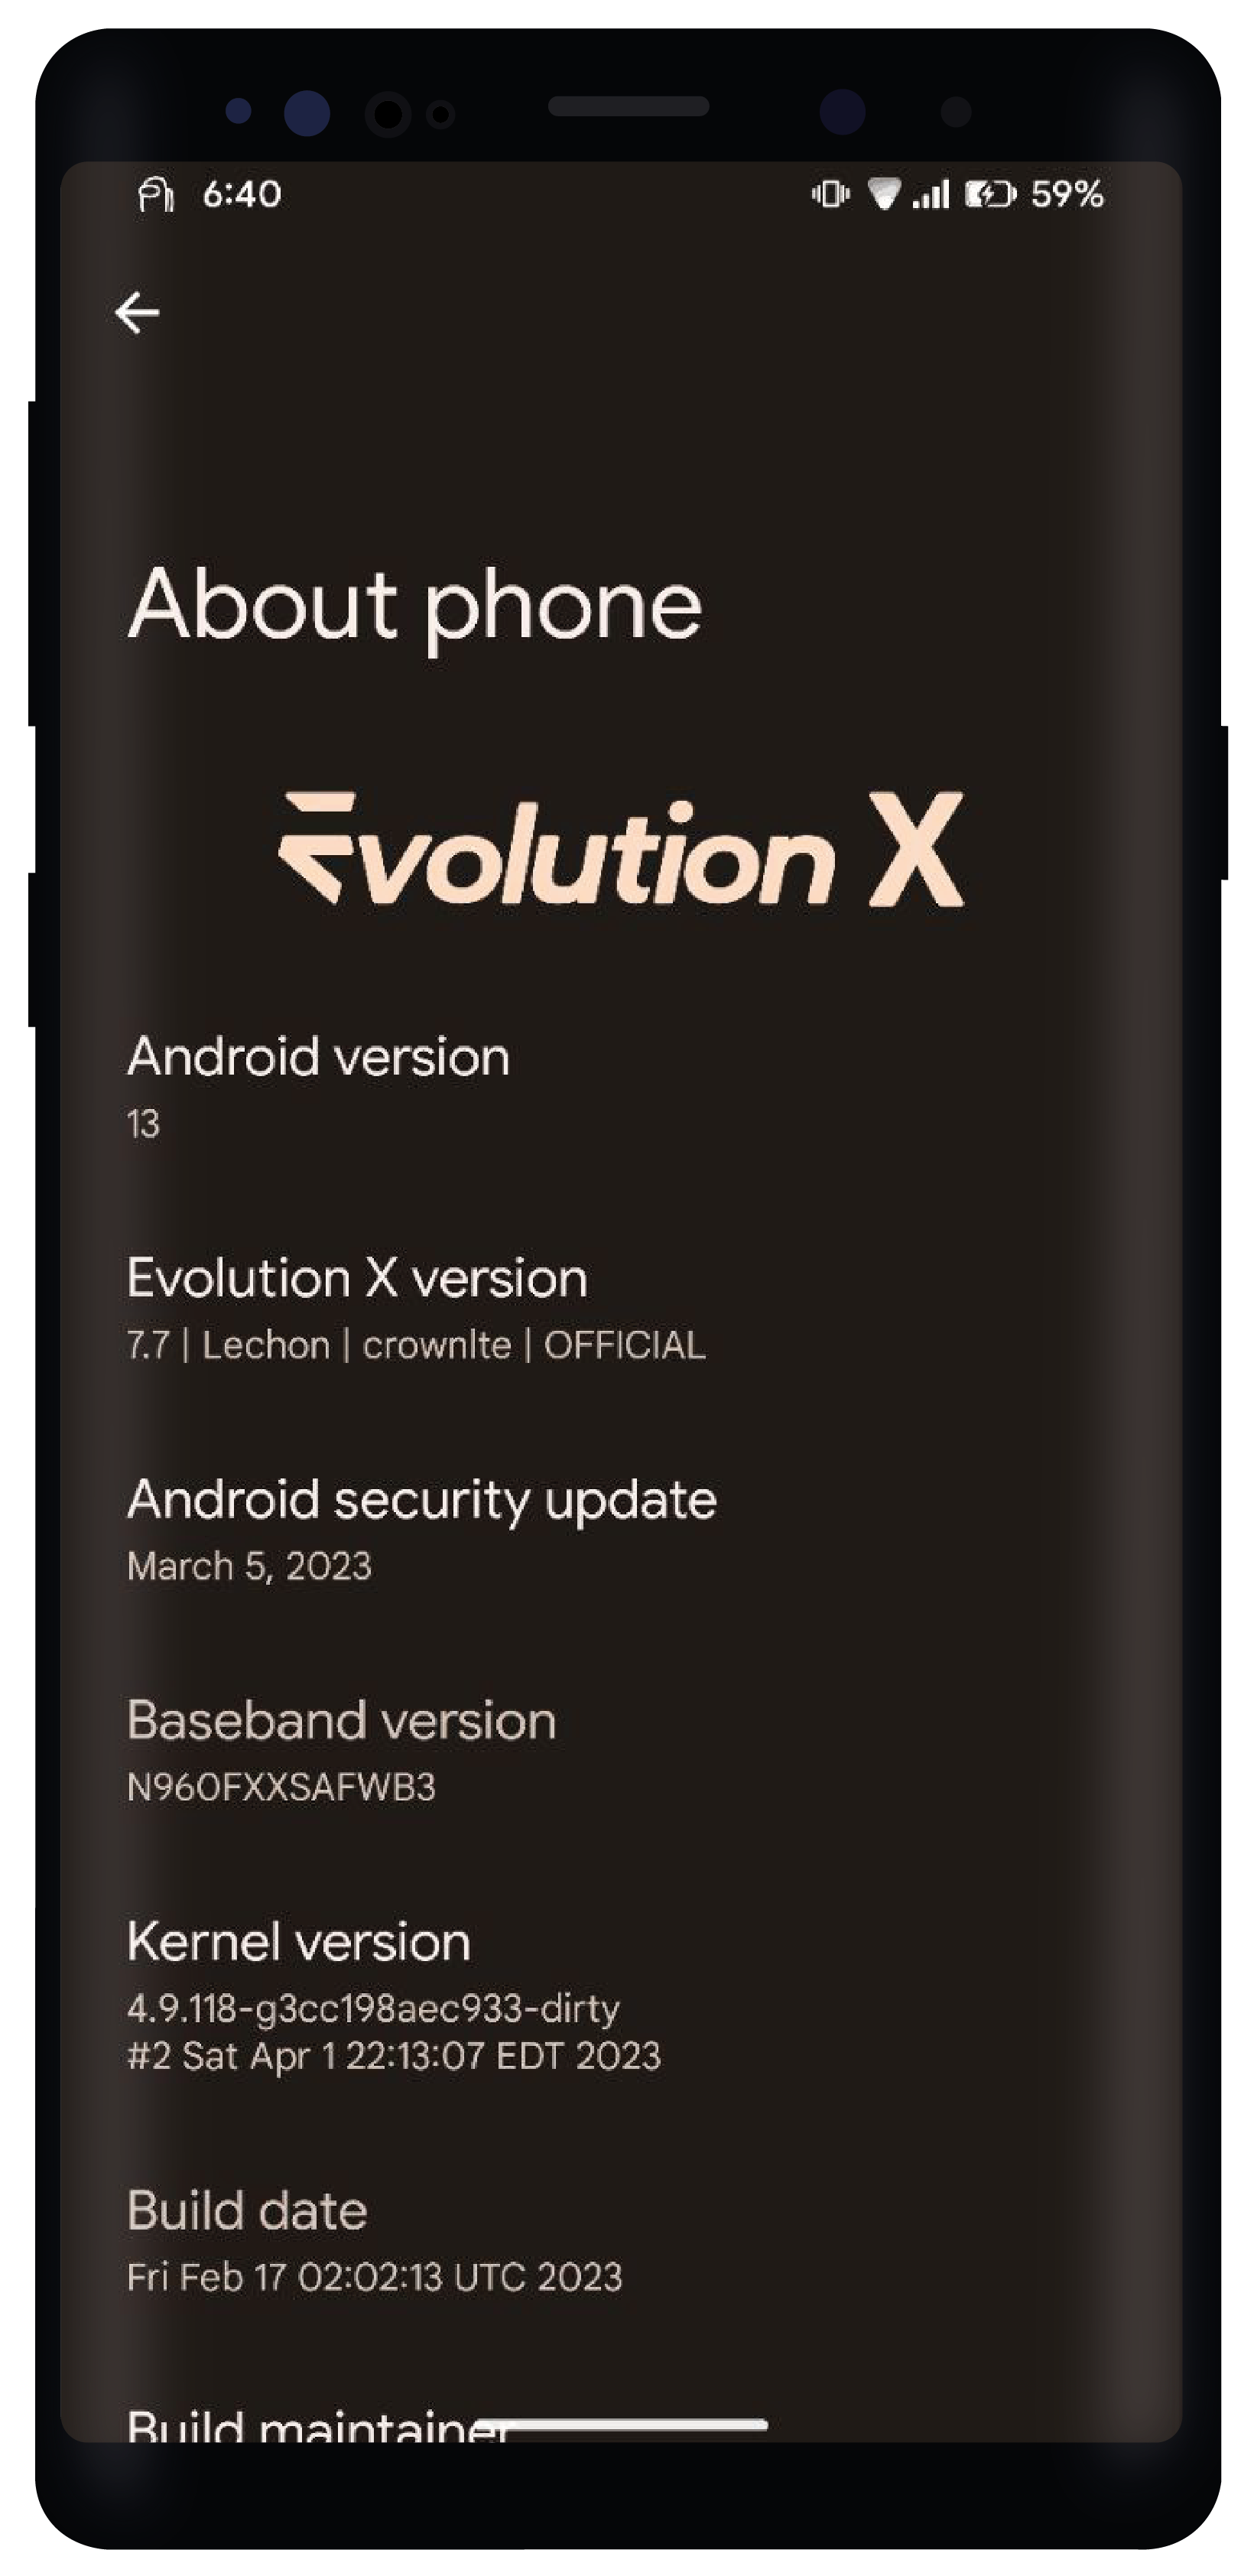 6:40 59%
About phone
Evolution X
Android version
13
Evolution X version
7.7 | Lechon | crownlte | OFFICIAL
Android security update
March 5, 2023
Baseband version
N960FXXSAFWB3
Kernel version
4.9.118-g3cc198aec933-dirty
#2 Sat Apr 1 22:13:07 EDT 2023
Build date
Fri Feb 17 02:02:13 UTC 2023
Build maintainer